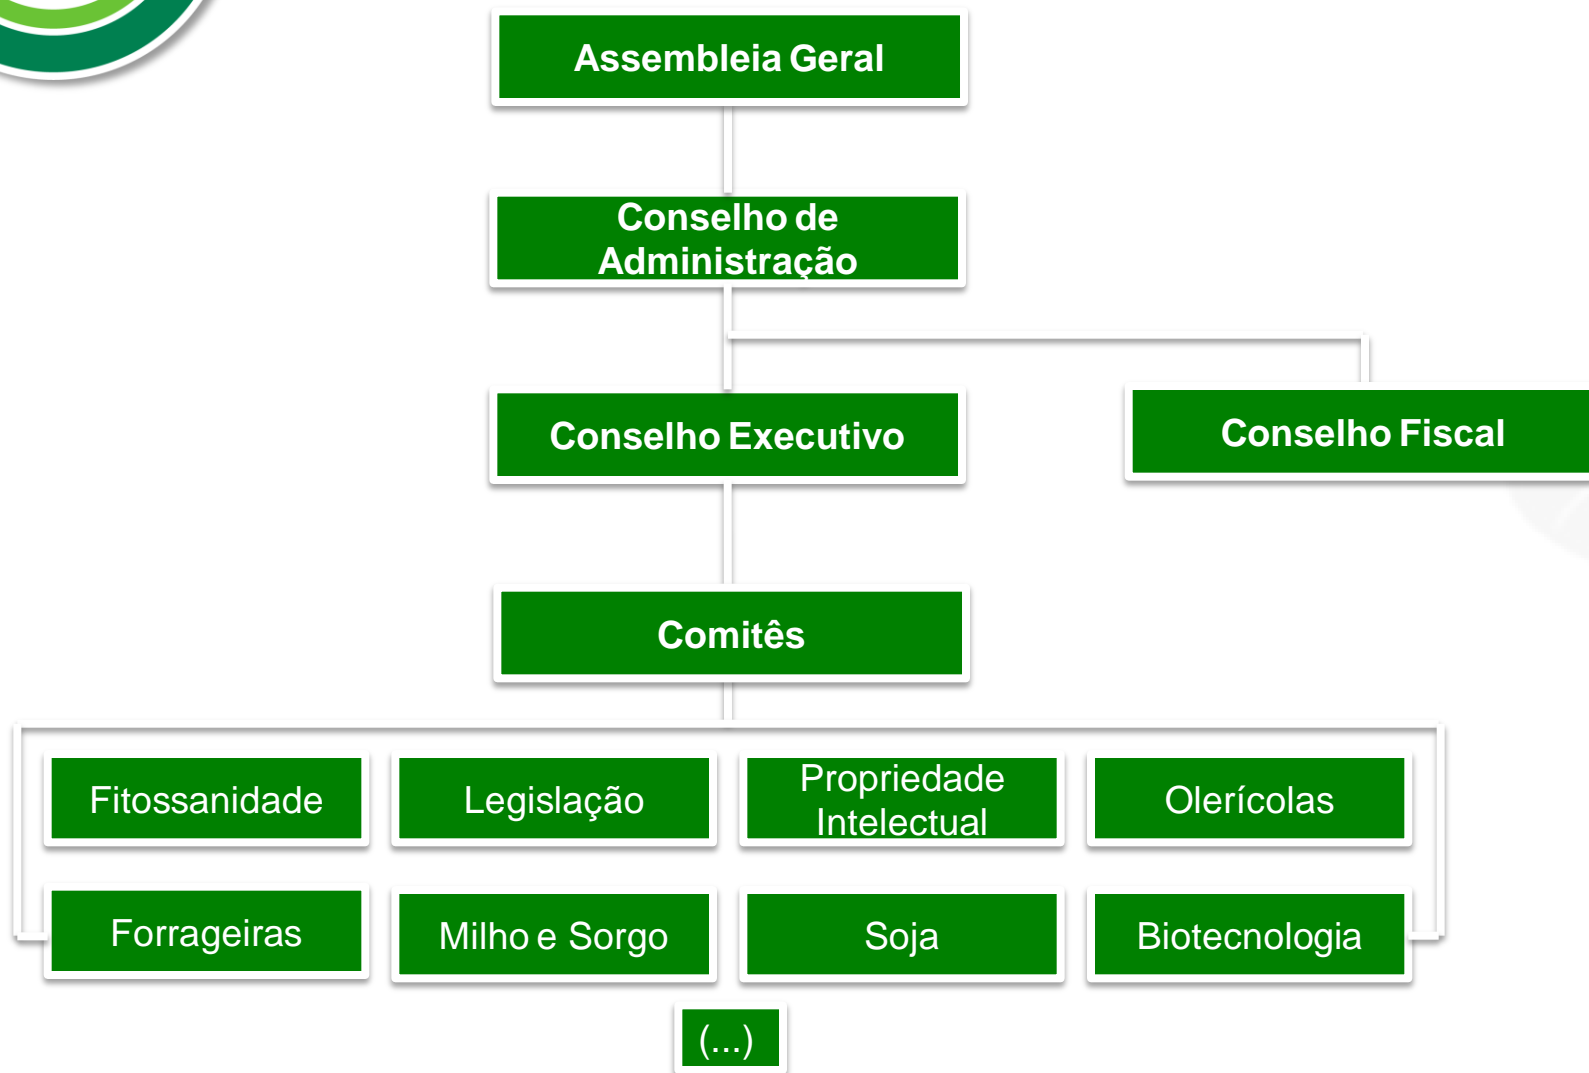 Assembleia Geral
Conselho de
Administração
Conselho Executivo
Conselho Fiscal
Comitês
Fitossanidade
Legislação
Propriedade
Intelectual
Olerícolas
Forrageiras
Milho e Sorgo
Soja
Biotecnologia
(...)